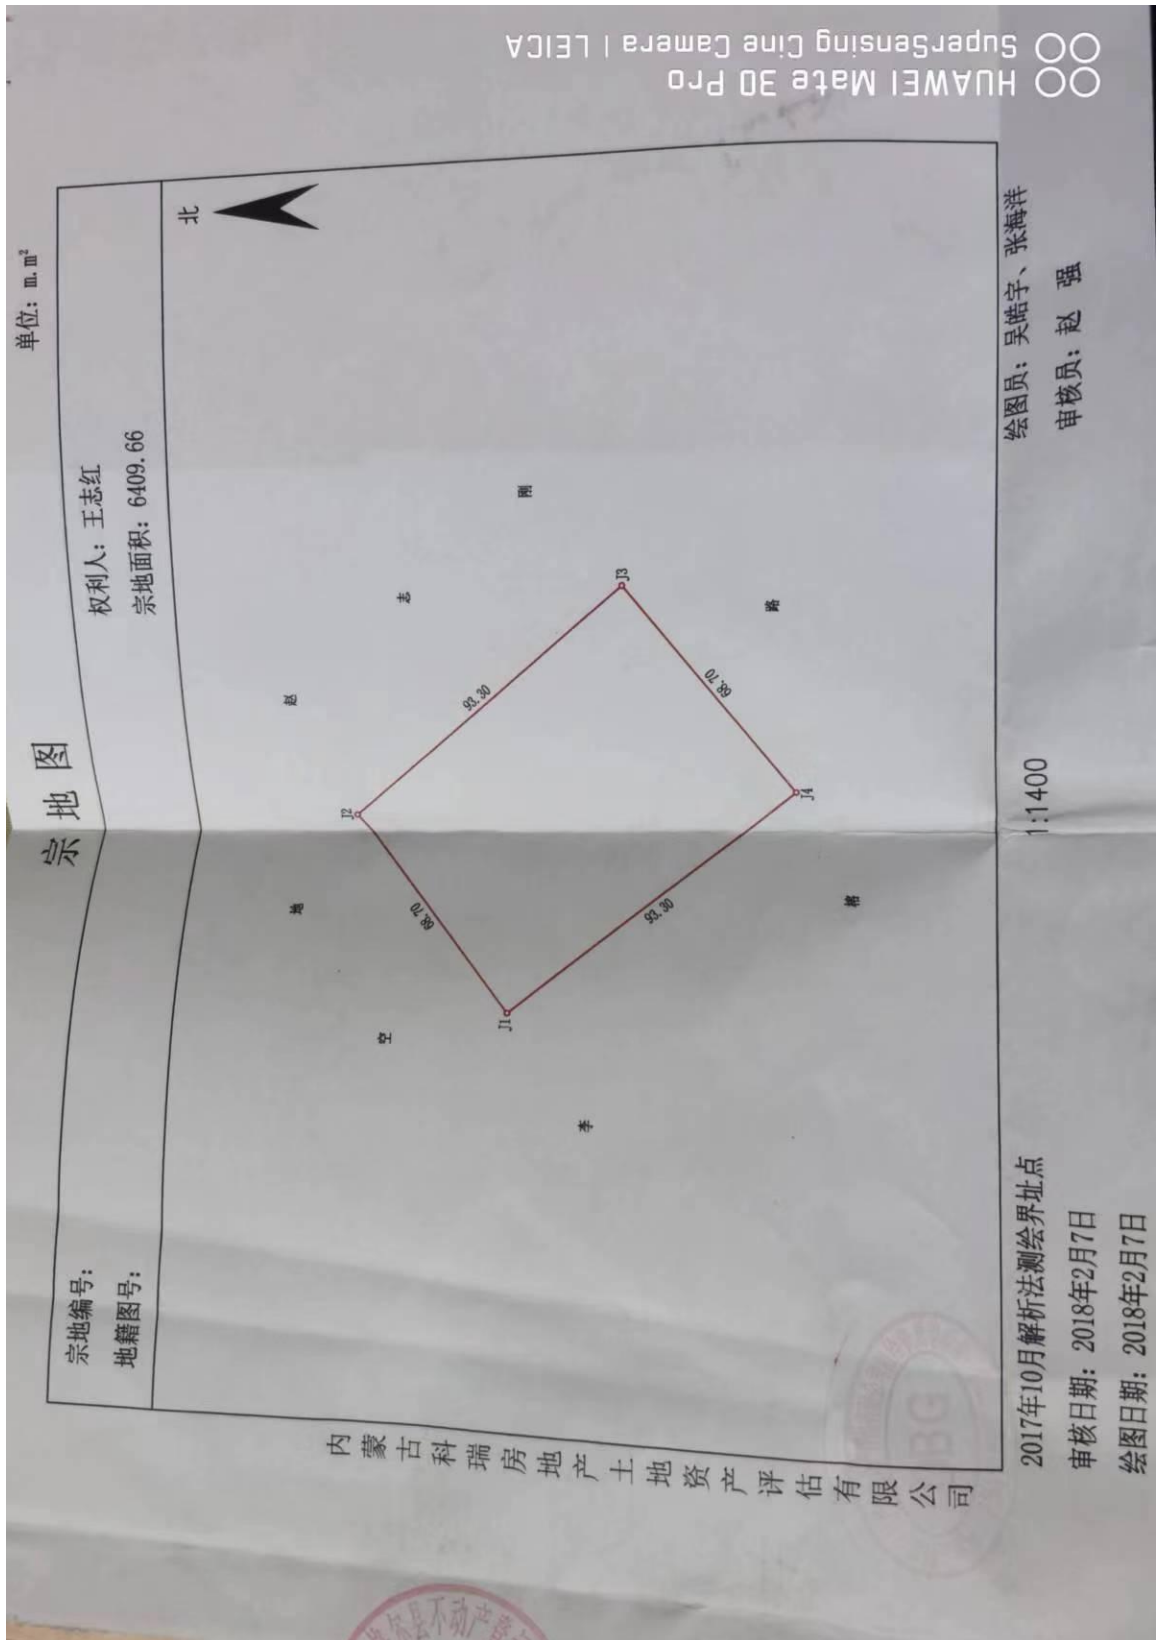 宗 地 图
单位：m.m²
宗地编号：
权利人：王志红
地籍图号：
宗地面积：6409.66
北
赵
志
刚
地
空
李
榕
路
J1
J2
J3
J4
68.70
93.30
68.70
93.30
内蒙古科瑞房地产土地资产评估有限公司
2017年10月解析法测绘界址点
1:1400
绘图员：吴皓宇、张海洋
审核日期：2018年2月7日
审核员：赵 强
绘图日期：2018年2月7日
县不动产登
HUAWEI Mate 30 Pro
SuperSensing Cine Camera | LEICA